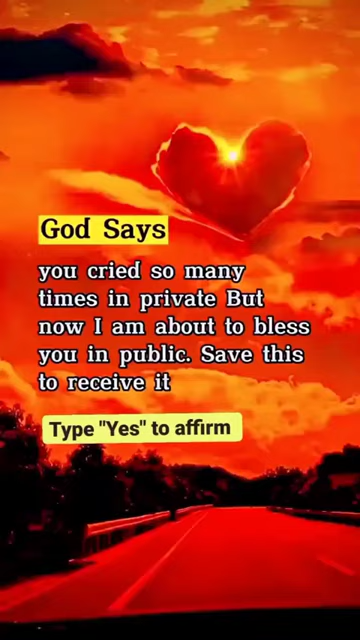 God Says
you cried so many
times in private But
now I am about to bless
you in public. Save this
to receive it
Type "Yes" to affirm